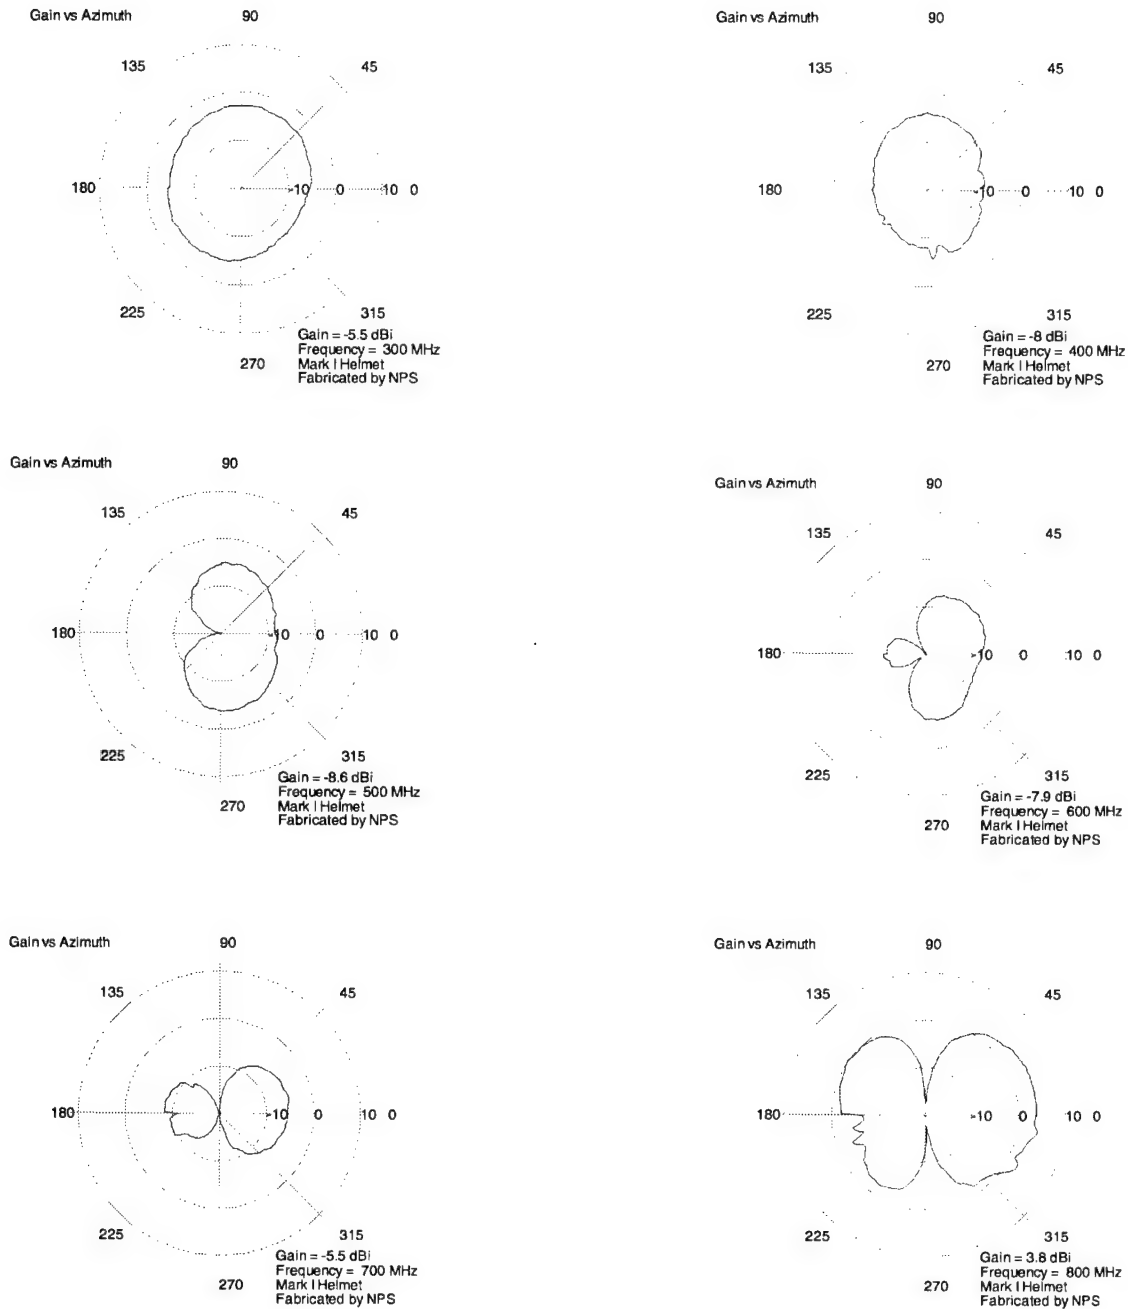 Gain vs Azimuth
90
135
45
180
-10 0 10 0
225
315
270
Gain = -5.5 dBi
Frequency = 300 MHz
Mark I Helmet
Fabricated by NPS
Gain vs Azimuth
90
135
45
180
-10 0 10 0
225
315
270
Gain = -8 dBi
Frequency = 400 MHz
Mark I Helmet
Fabricated by NPS
Gain vs Azimuth
90
135
45
180
-10 0 10 0
225
315
270
Gain = -8.6 dBi
Frequency = 500 MHz
Mark I Helmet
Fabricated by NPS
Gain vs Azimuth
90
135
45
180
-10 0 10 0
225
315
270
Gain = -7.9 dBi
Frequency = 600 MHz
Mark I Helmet
Fabricated by NPS
Gain vs Azimuth
90
135
45
180
-10 0 10 0
225
315
270
Gain = -5.5 dBi
Frequency = 700 MHz
Mark I Helmet
Fabricated by NPS
Gain vs Azimuth
90
135
45
180
-10 0 10 0
225
315
270
Gain = 3.8 dBi
Frequency = 800 MHz
Mark I Helmet
Fabricated by NPS